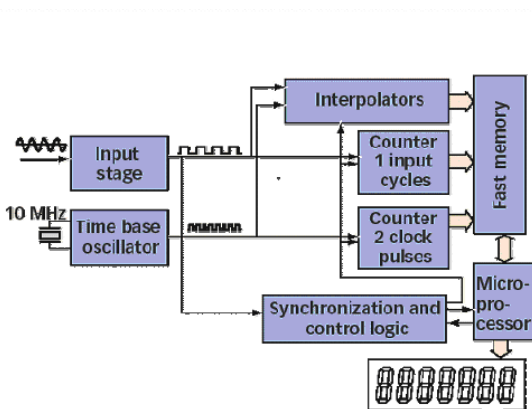 Interpolators
Fast memory
Input
stage
Counter
1 input
cycles
10 MHz
Time base
oscillator
Counter
2 clock
pulses
Micro-
pro-
cessor
Synchronization and
control logic
8888888